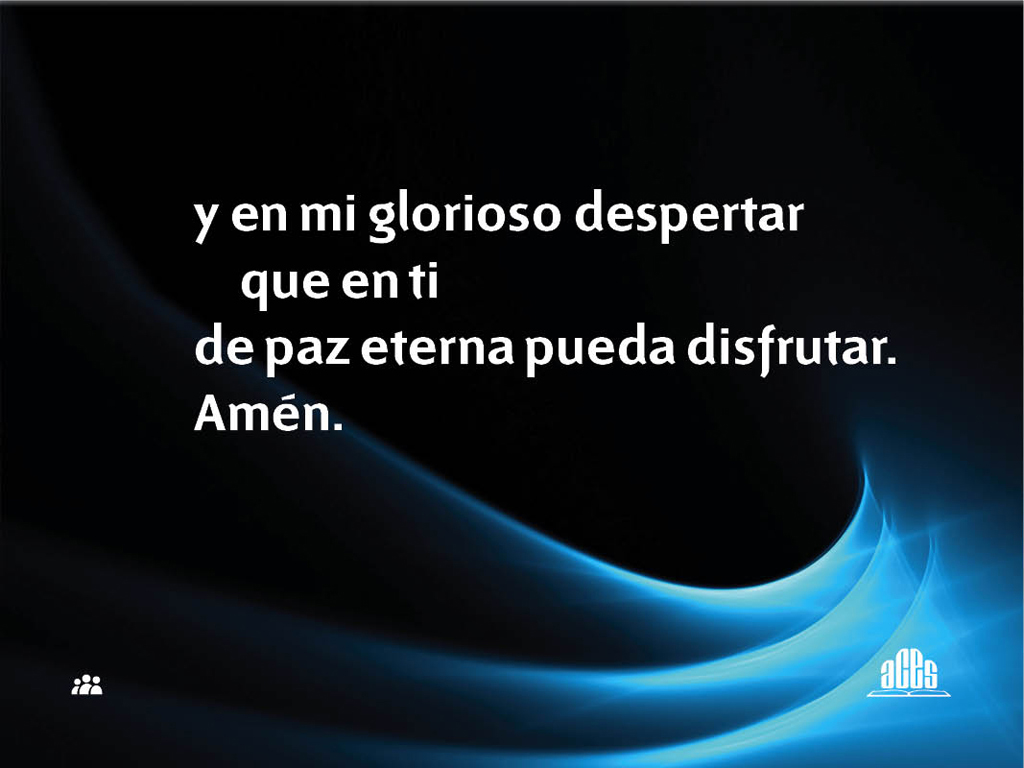 y en mi glorioso despertar
que en ti
de paz eterna pueda disfrutar.
Amén.
aces